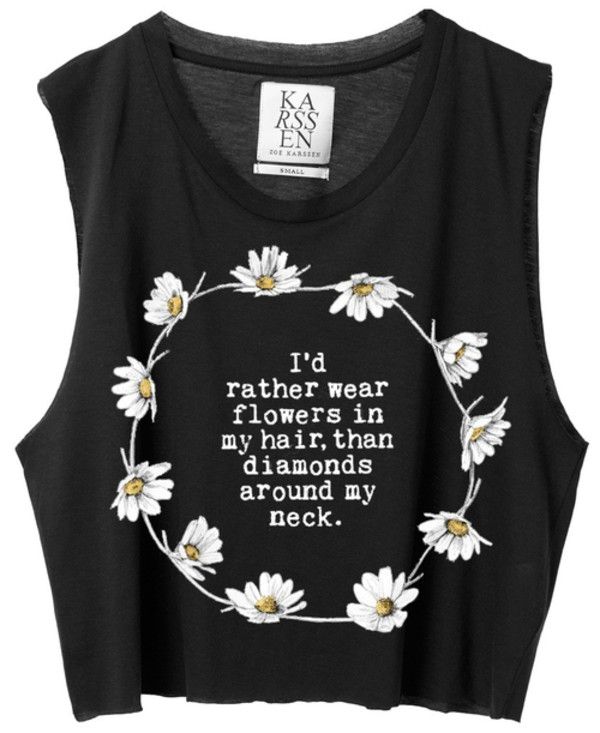 KA
RSS
EN
ZOE KARSSEN
SMALL
I'd
rather wear
flowers in
my hair, than
diamonds
around my
neck.